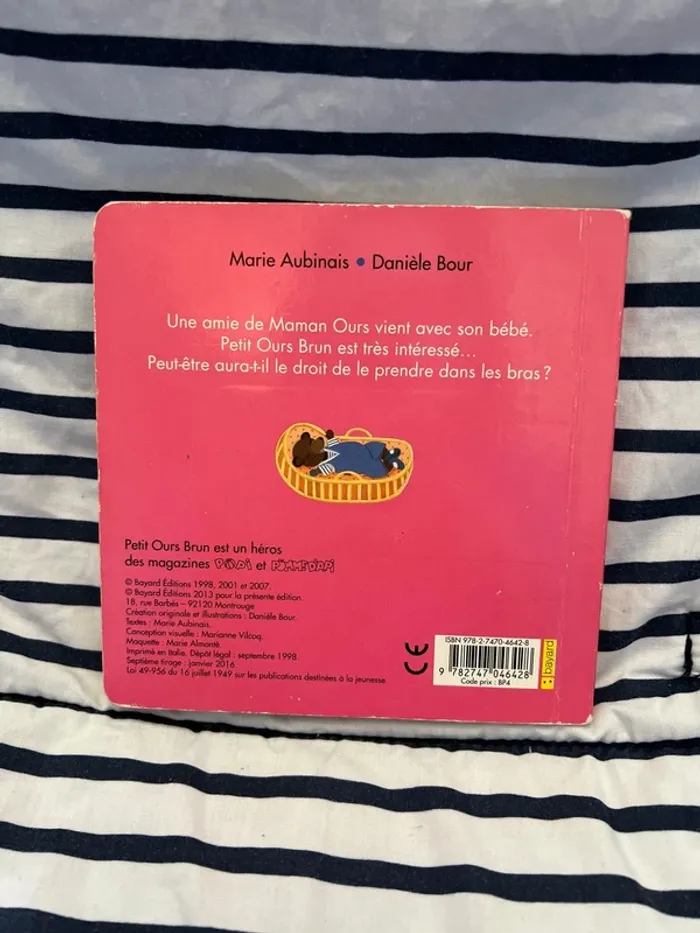 Marie Aubinais • Danièle Bour
Une amie de Maman Ours vient avec son bébé.
Petit Ours Brun est très intéressé...
Peut-être aura-t-il le droit de le prendre dans les bras ?
Petit Ours Brun est un héros
des magazines POPI et POMME D'API
© Bayard Éditions 1998, 2001 et 2007.
© Bayard Éditions 2013 pour la présente édition.
18, rue Barbès – 92120 Montrouge
Création originale et illustrations : Danièle Bour.
Textes : Marie Aubinais.
Conception visuelle : Marianne Vilcoq.
Maquette : Marie Almonté.
Imprimé en Italie. Dépôt légal : septembre 1998.
Septième tirage : janvier 2016
Loi 49-956 du 16 juillet 1949 sur les publications destinées à la jeunesse.
CE
ISBN 978-2-7470-4642-8
9 782747 046428
Code prix : BP4
bayard